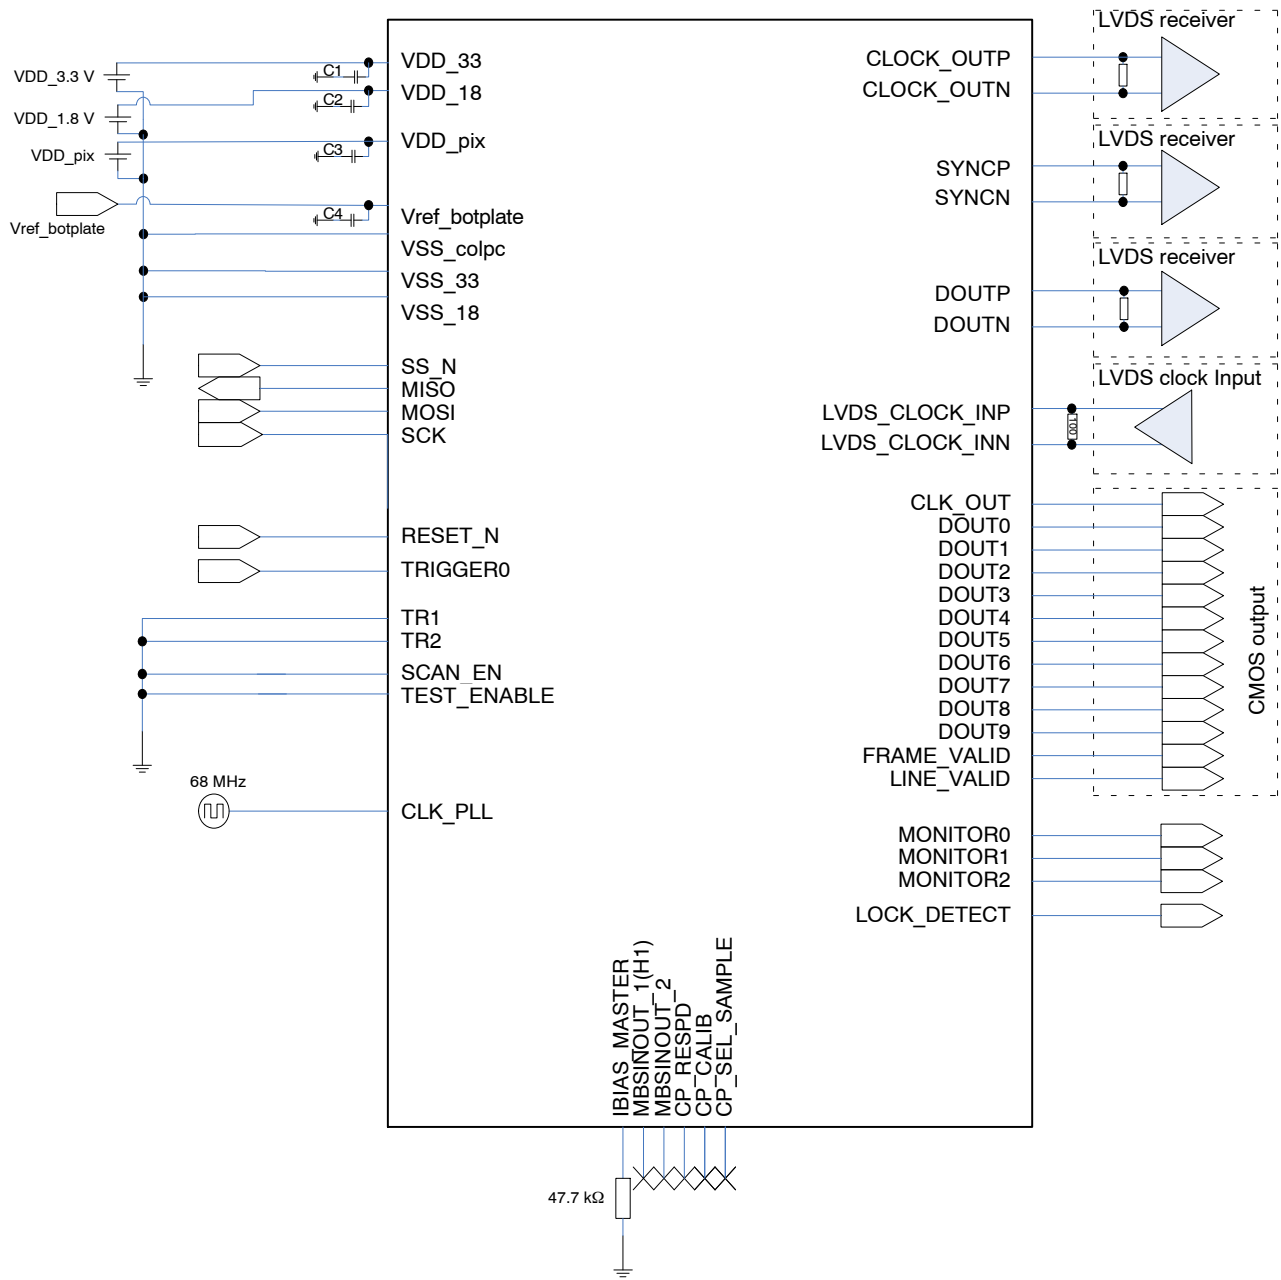 VDD_3.3 V
VDD_1.8 V
VDD_pix
Vref_botplate
C1
C2
C3
C4
VDD_33
VDD_18
VDD_pix
Vref_botplate
VSS_colpc
VSS_33
VSS_18
SS_N
MISO
MOSI
SCK
RESET_N
TRIGGER0
TR1
TR2
SCAN_EN
TEST_ENABLE
68 MHz
CLK_PLL
CLOCK_OUTP
CLOCK_OUTN
SYNCP
SYNCN
DOUTP
DOUTN
LVDS_CLOCK_INP
LVDS_CLOCK_INN
CLK_OUT
DOUT0
DOUT1
DOUT2
DOUT3
DOUT4
DOUT5
DOUT6
DOUT7
DOUT8
DOUT9
FRAME_VALID
LINE_VALID
MONITOR0
MONITOR1
MONITOR2
LOCK_DETECT
LVDS receiver
LVDS receiver
LVDS receiver
LVDS clock Input
100
CMOS output
IBIAS_MASTER
MBSINOUT_1(H1)
MBSINOUT_2
CP_RESPD_
CP_CALIB
CP_SEL_SAMPLE
47.7 kΩ